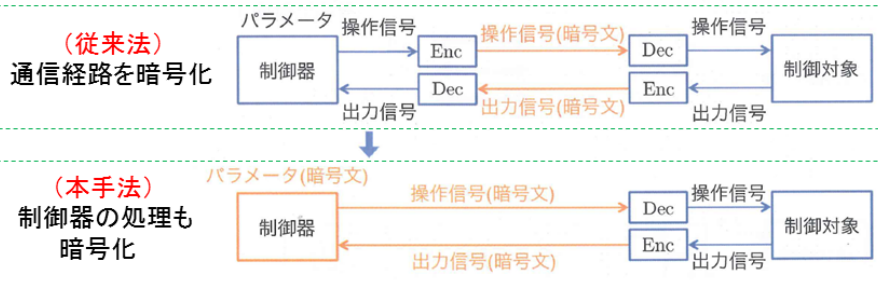 （従来法）
通信経路を暗号化
パラメータ
制御器
操作信号
Enc
操作信号(暗号文)
Dec
操作信号
制御対象
出力信号
Dec
出力信号(暗号文)
Enc
出力信号
（本手法）
制御器の処理も
暗号化
パラメータ(暗号文)
制御器
操作信号(暗号文)
Dec
操作信号
制御対象
出力信号(暗号文)
Enc
出力信号